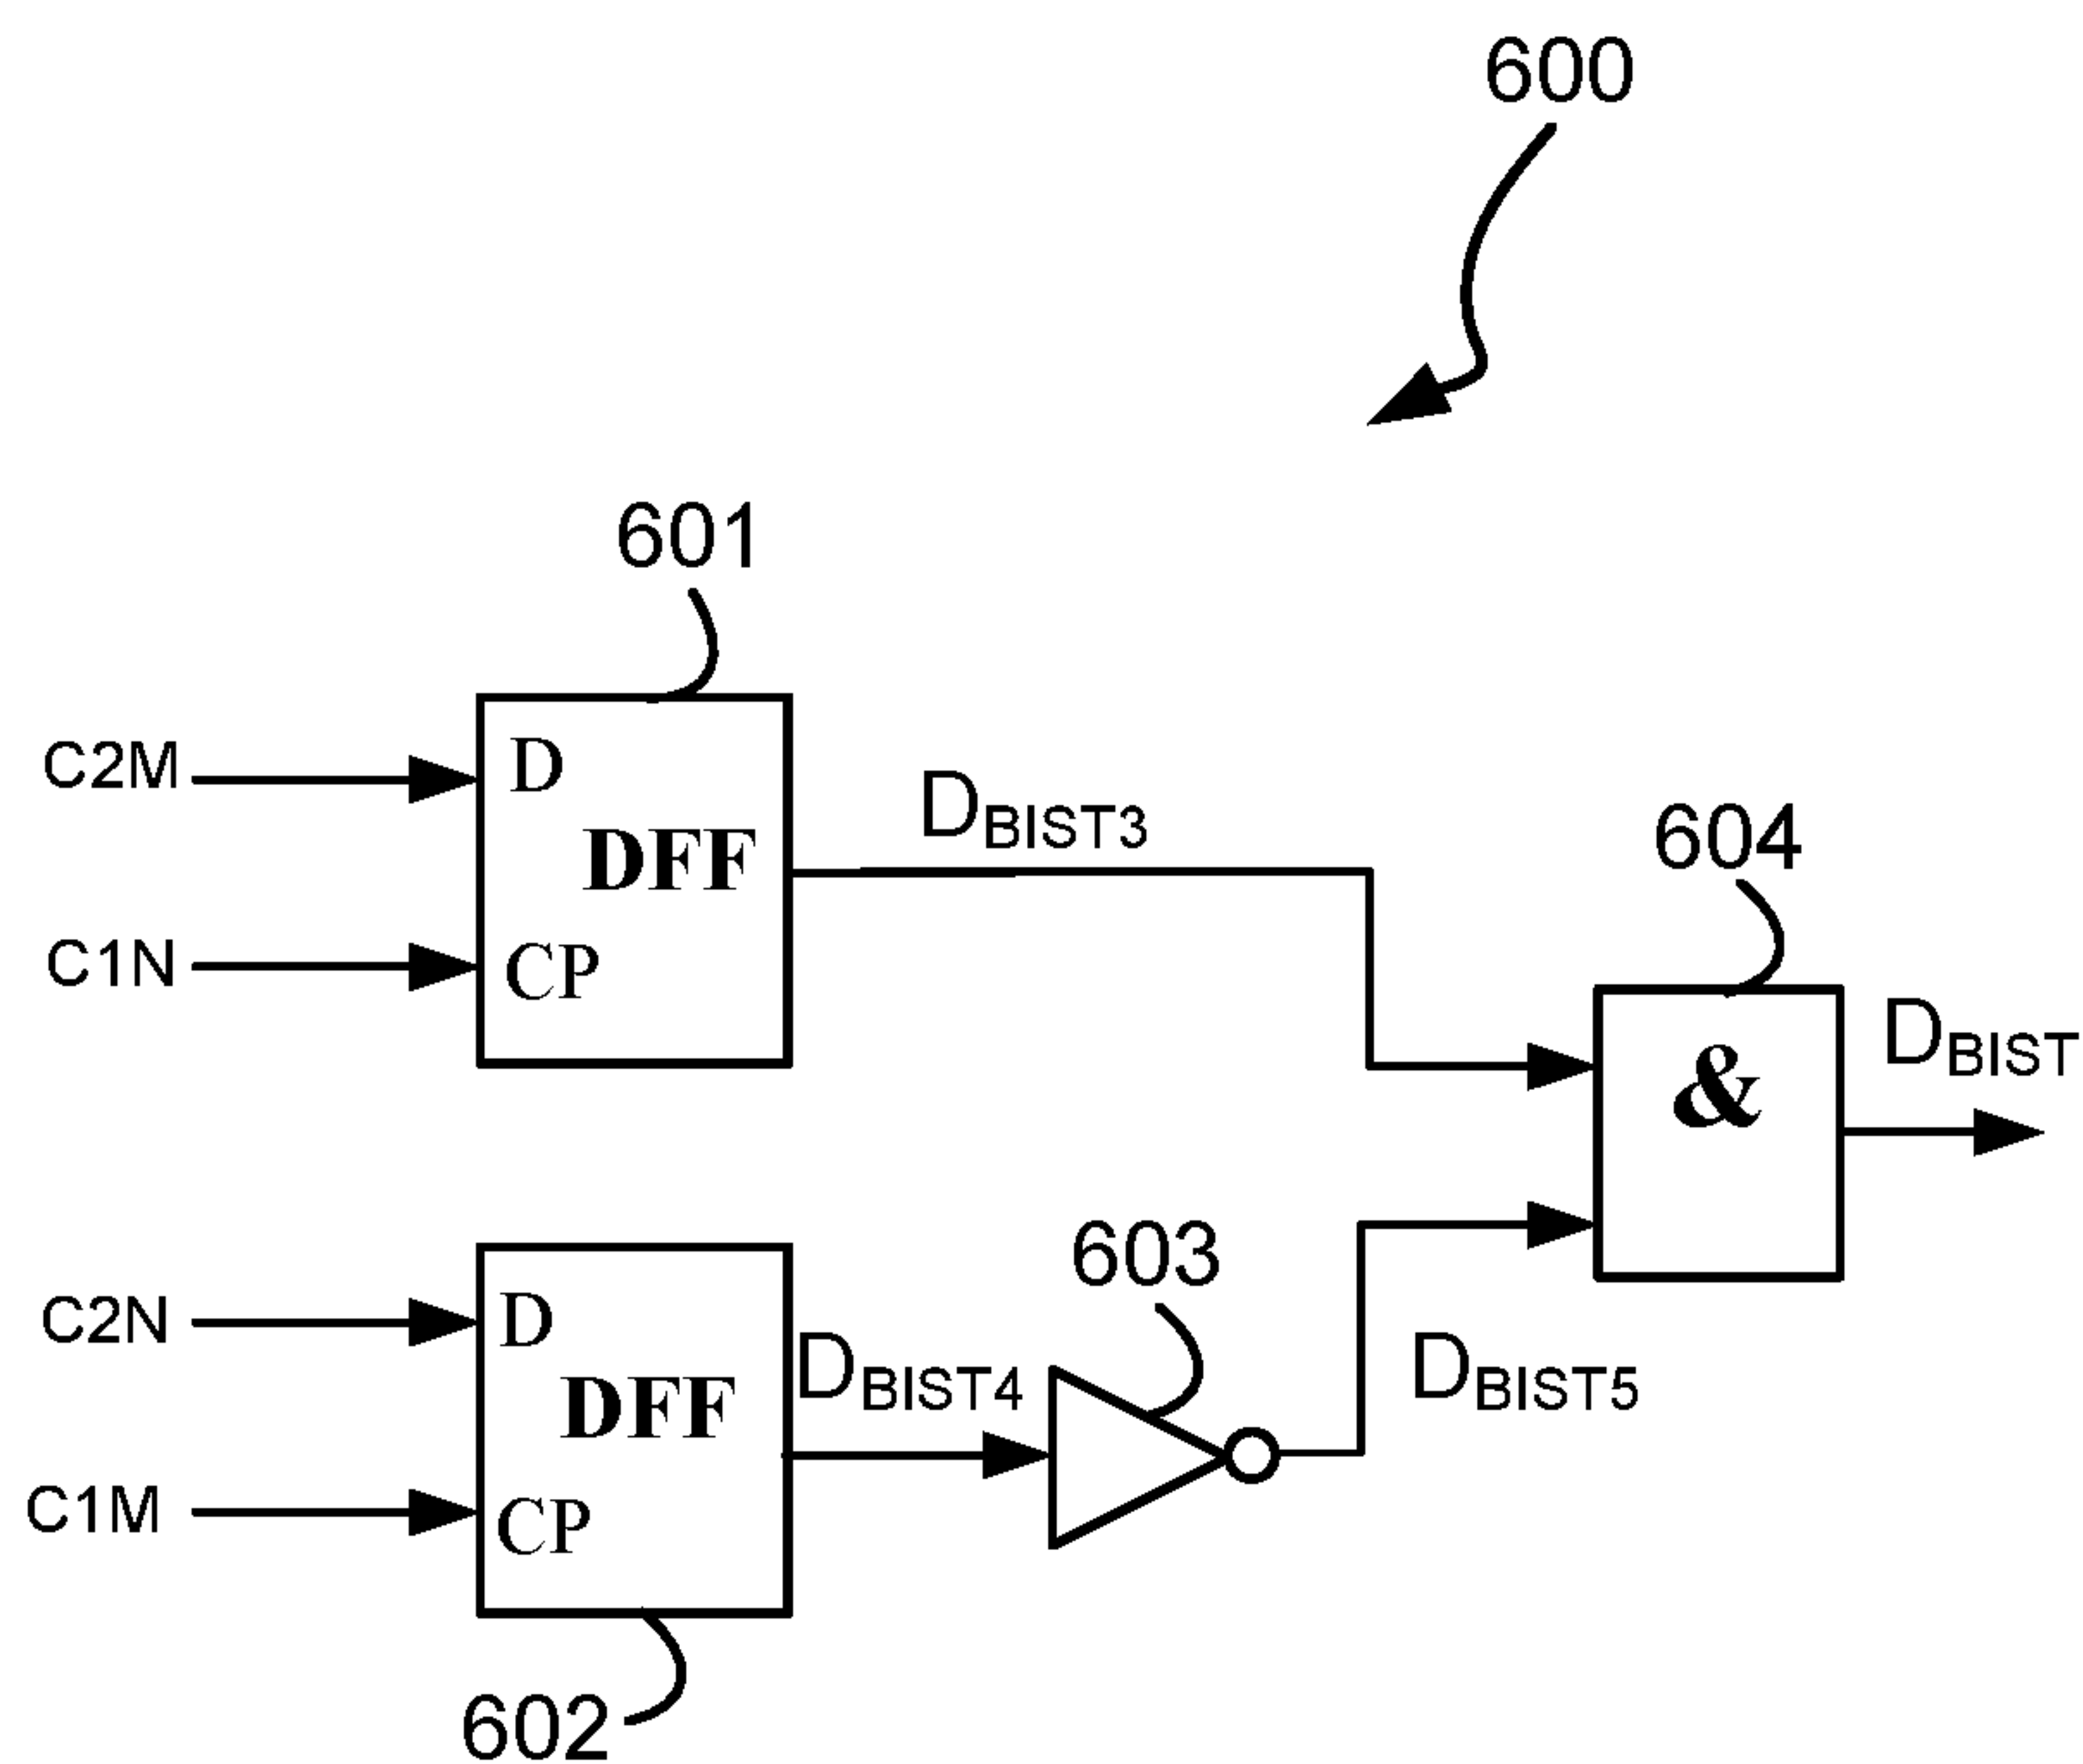 600
601
C2M
D
DFF
DBIST3
604
C1N
CP
DBIST
&
C2N
D
603
DFF
DBIST4
DBIST5
C1M
CP
602